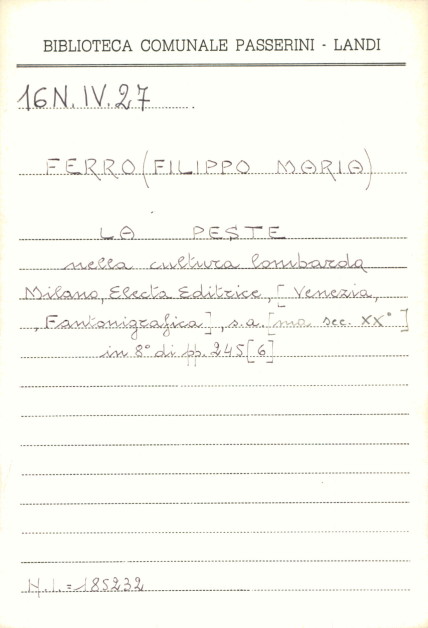 BIBLIOTECA COMUNALE PASSERINI - LANDI
16N.IV.27
FERRO (FILIPPO MARIA)
LA PESTE
nella cultura lombarda
Milano, Electa Editrice, [Venezia,
, Fantonigrafica], s.a. [ma sec. XX°]
in 8° di pp. 245[6]
N.I. = 185232